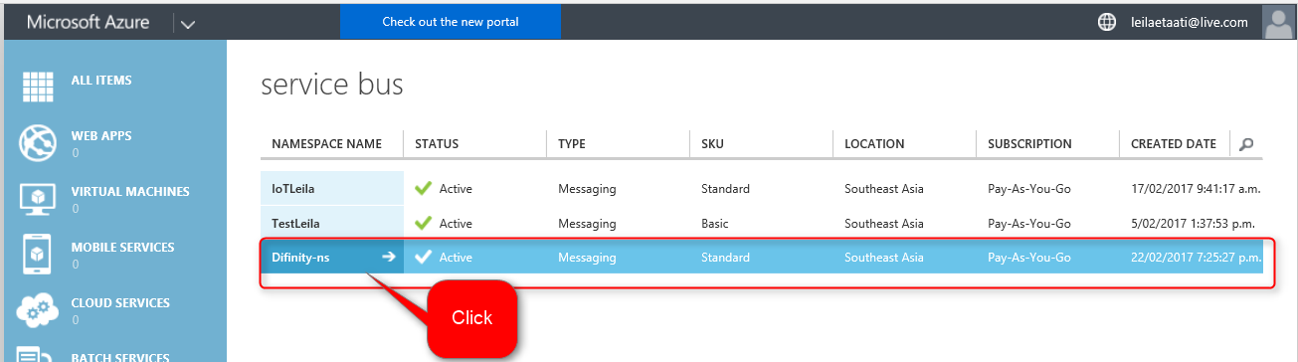 Microsoft Azure Check out the new portal leilaetaati@live.com
ALL ITEMS
service bus
WEB APPS
0
NAMESPACE NAME STATUS TYPE SKU LOCATION SUBSCRIPTION CREATED DATE
VIRTUAL MACHINES
0
IoTLeila Active Messaging Standard Southeast Asia Pay-As-You-Go 17/02/2017 9:41:17 a.m.
TestLeila Active Messaging Basic Southeast Asia Pay-As-You-Go 5/02/2017 1:37:53 p.m.
MOBILE SERVICES
0
Difinity-ns Active Messaging Standard Southeast Asia Pay-As-You-Go 22/02/2017 7:25:27 p.m.
CLOUD SERVICES
0
Click
BATCH SERVICES